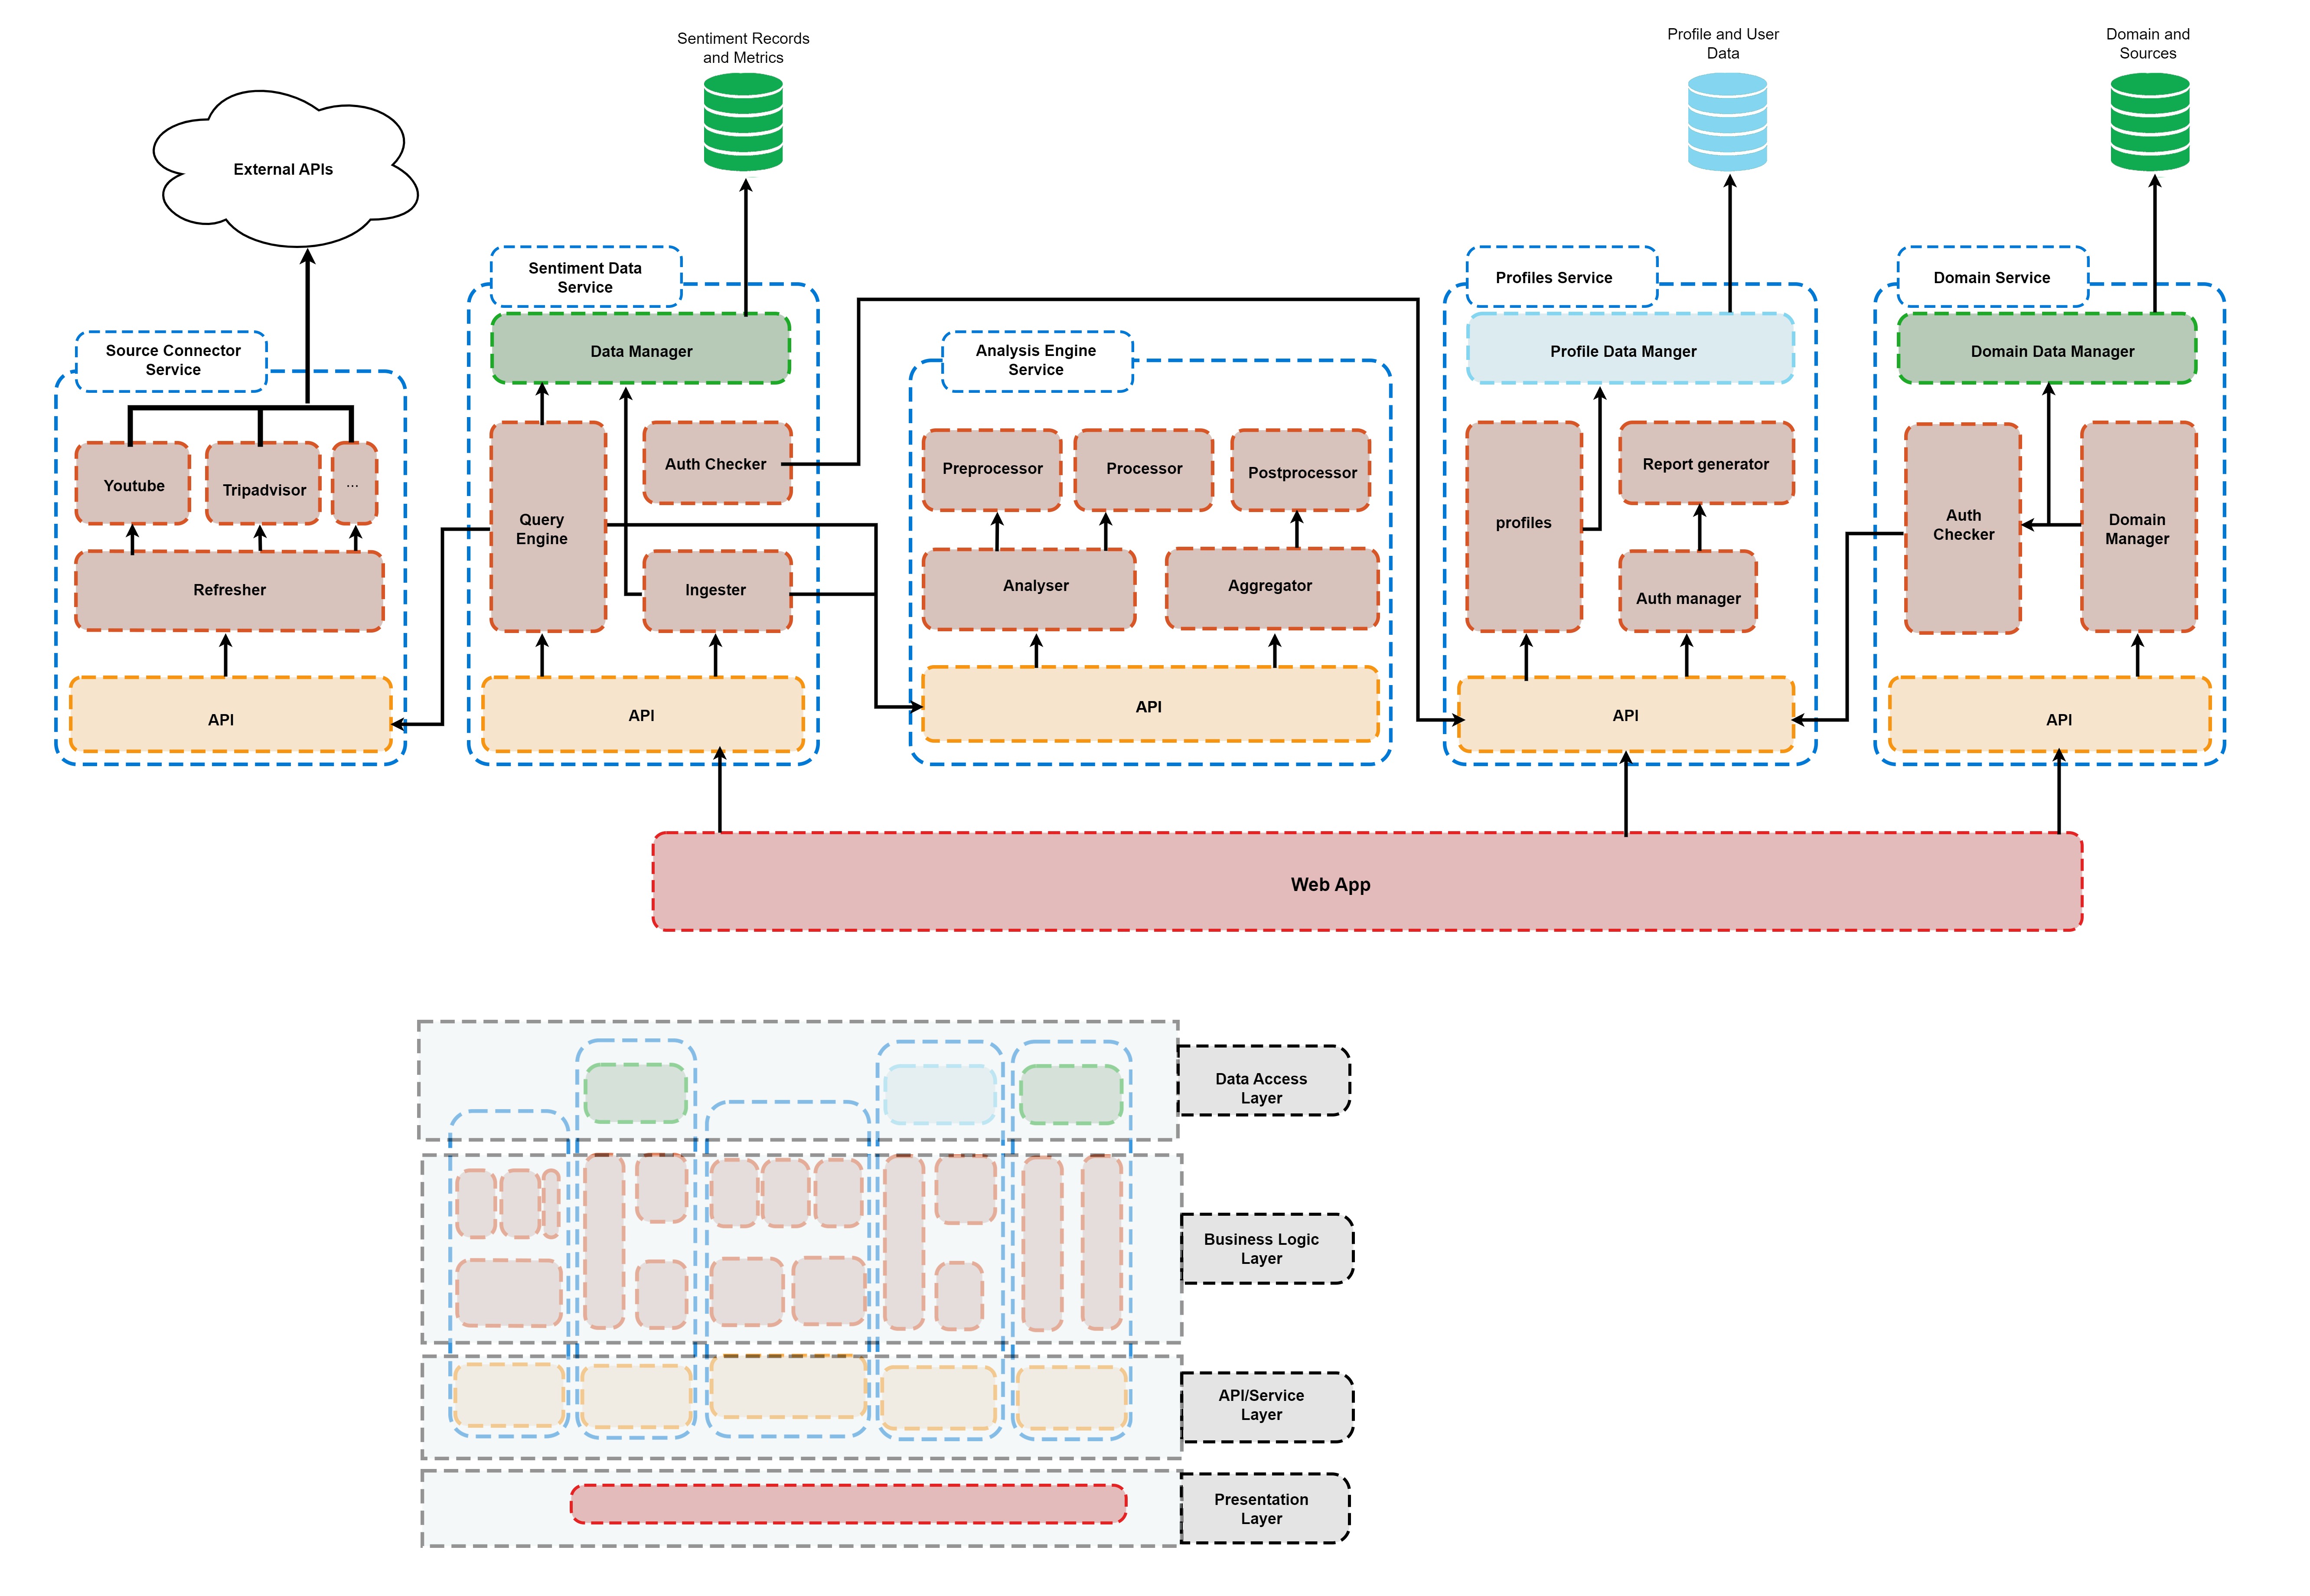 Sentiment Records
and Metrics
Profile and User
Data
Domain and
Sources
External APIs
Source Connector
Service
Youtube
Tripadvisor
...
Refresher
API
Sentiment Data
Service
Data Manager
Query
Engine
Auth Checker
Ingester
API
Analysis Engine
Service
Preprocessor
Processor
Postprocessor
Analyser
Aggregator
API
Profiles Service
Profile Data Manger
profiles
Report generator
Auth manager
API
Domain Service
Domain Data Manager
Auth
Checker
Domain
Manager
API
Web App
Data Access
Layer
Business Logic
Layer
API/Service
Layer
Presentation
Layer